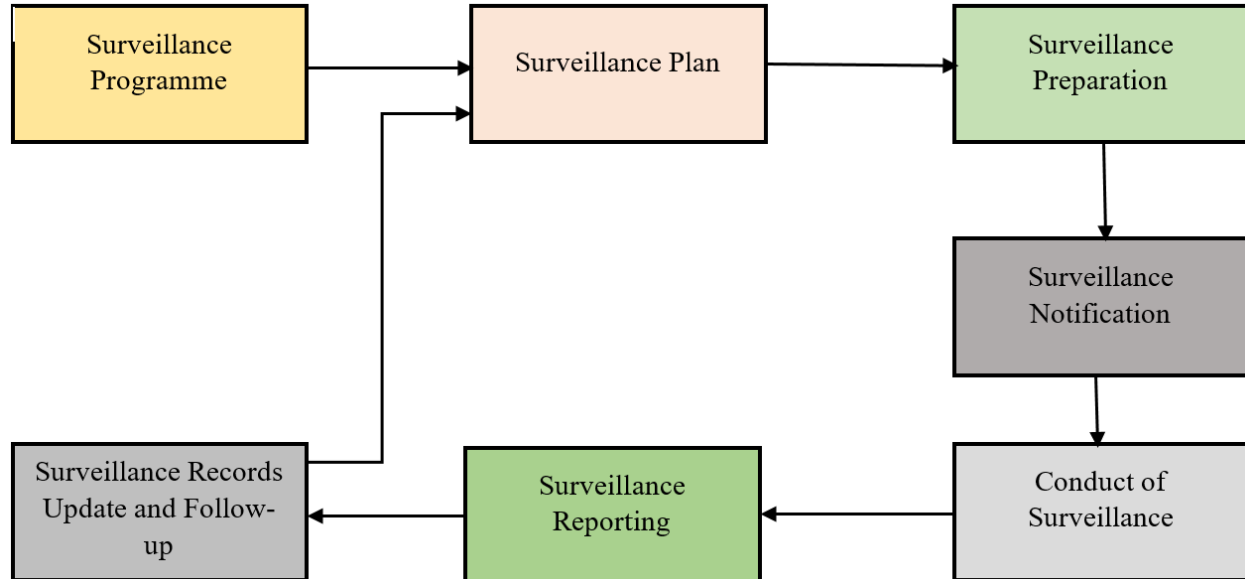 Surveillance
Programme
Surveillance Plan
Surveillance
Preparation
Surveillance
Notification
Conduct of
Surveillance
Surveillance
Reporting
Surveillance Records
Update and Follow-
up